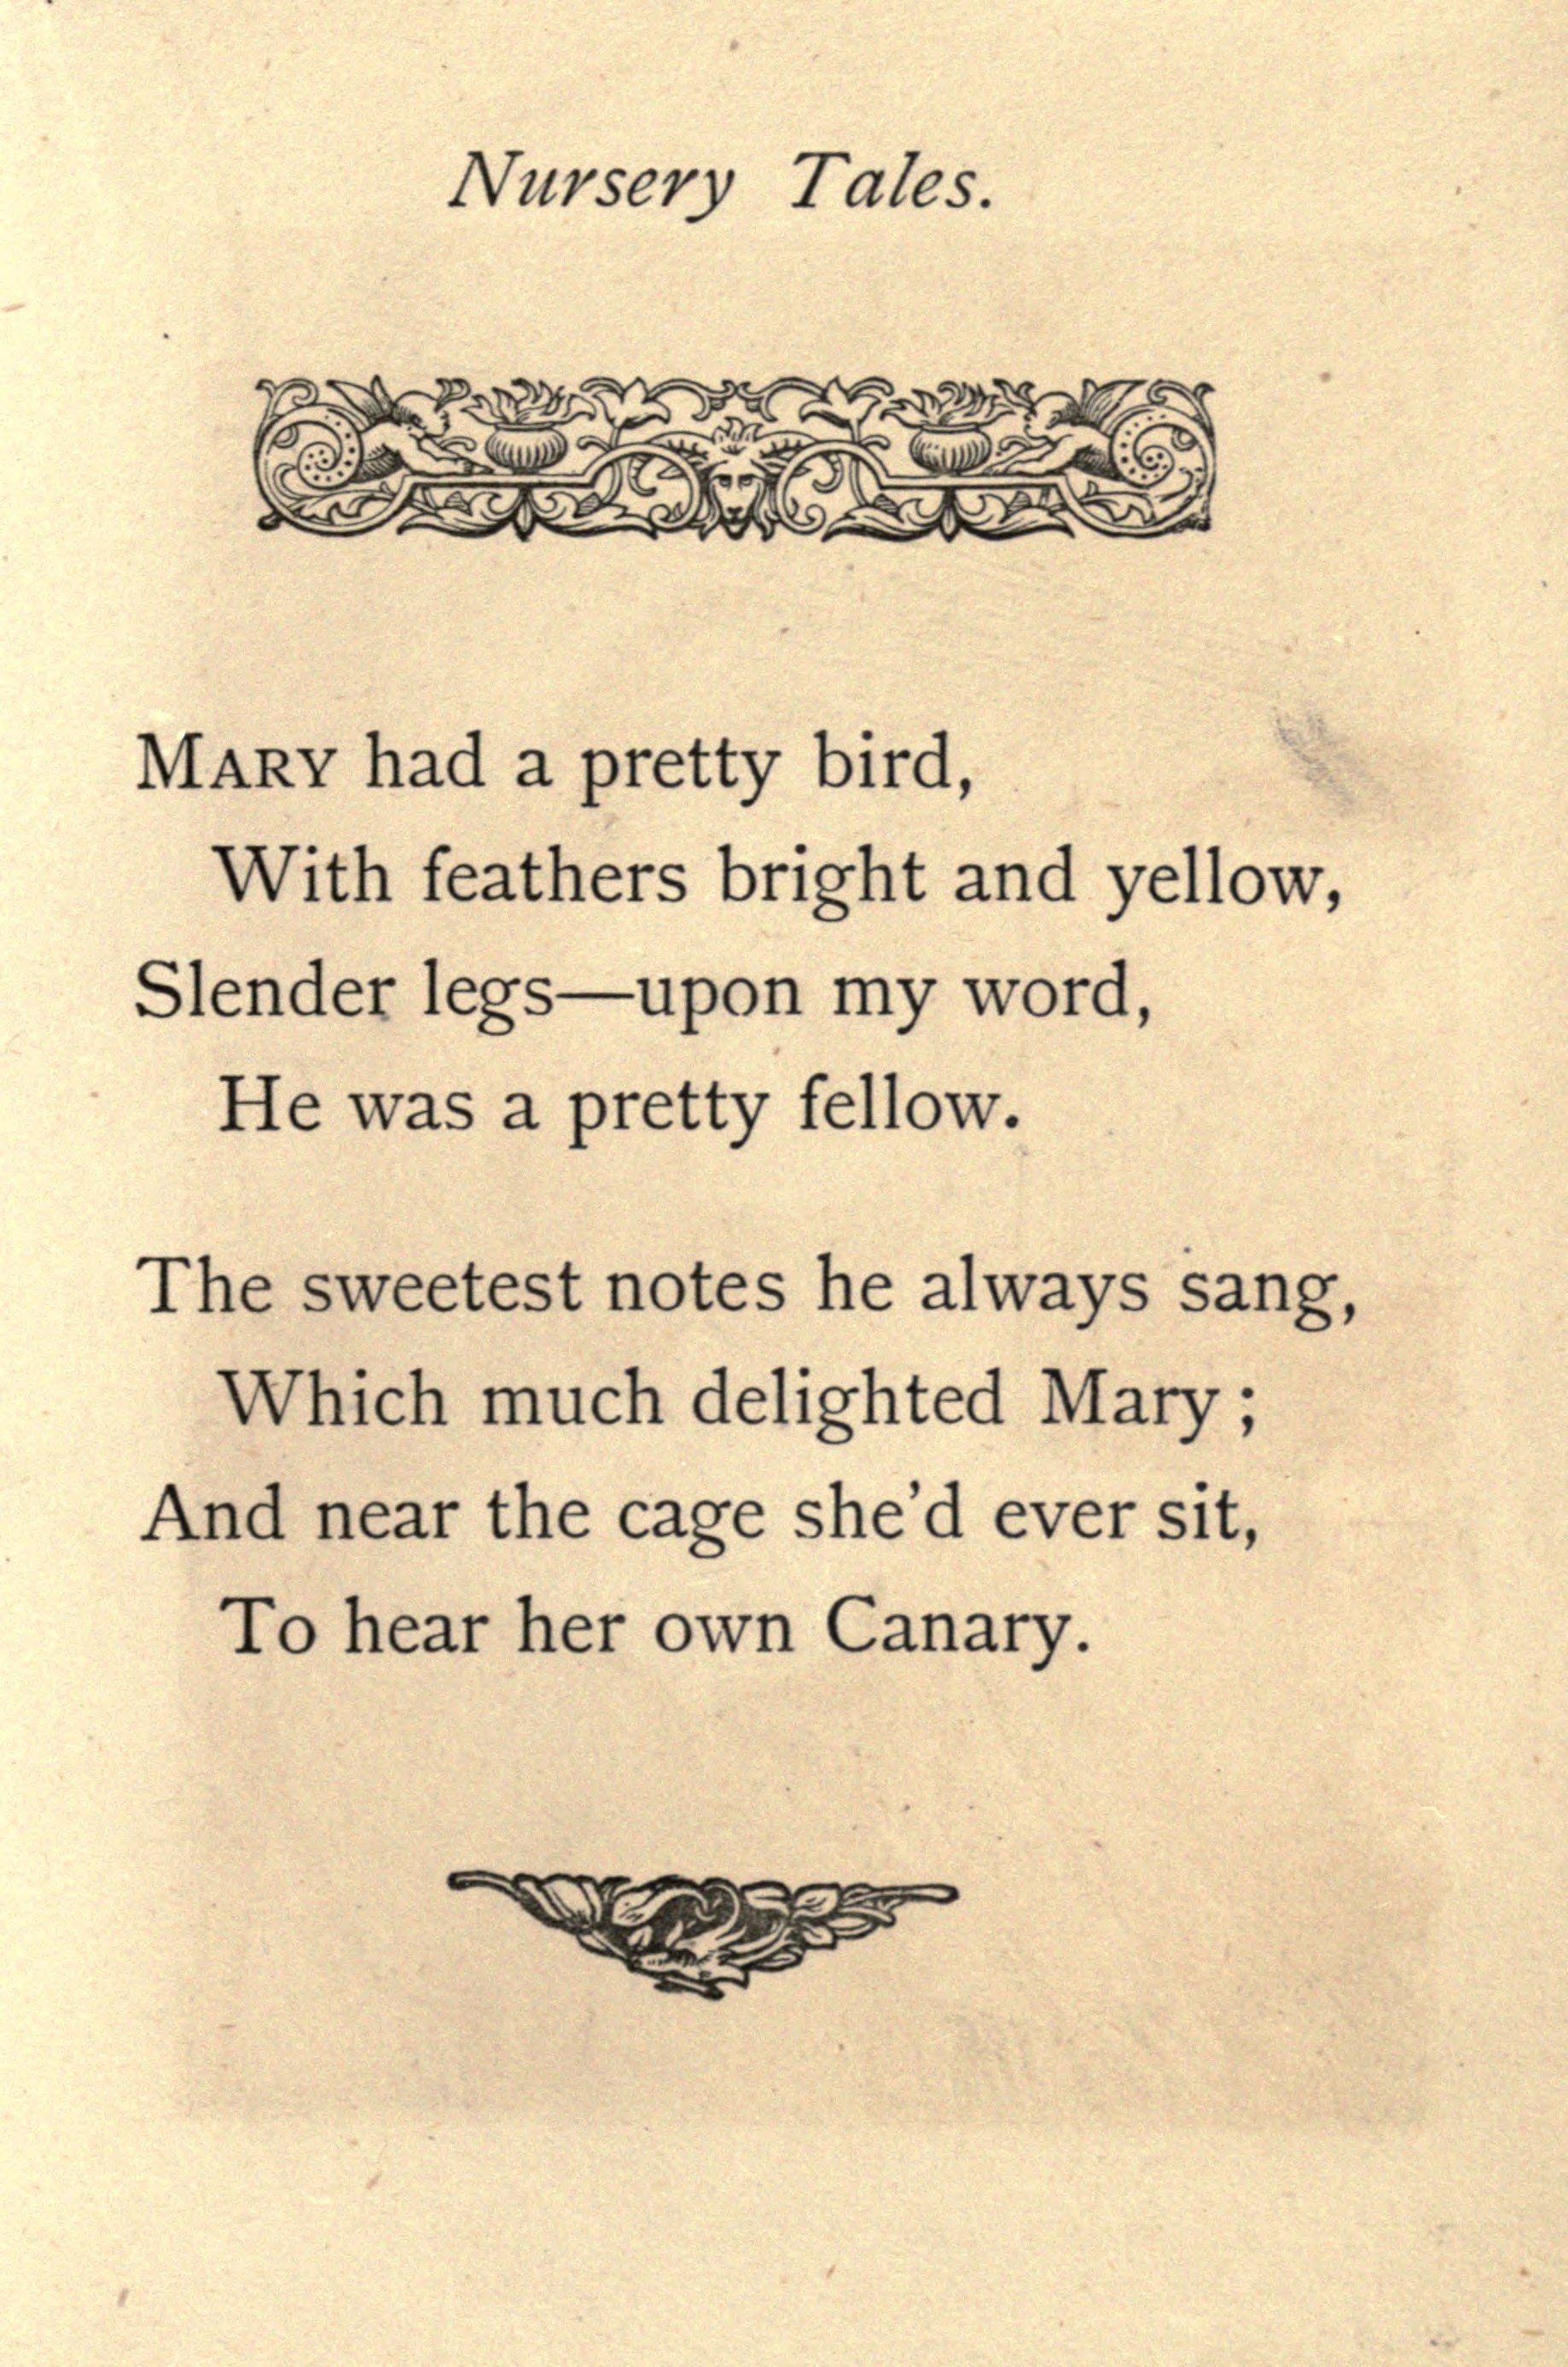 Nursery Tales.
MARY had a pretty bird,
With feathers bright and yellow,
Slender legs—upon my word,
He was a pretty fellow.
The sweetest notes he always sang,
Which much delighted Mary;
And near the cage she’d ever sit,
To hear her own Canary.